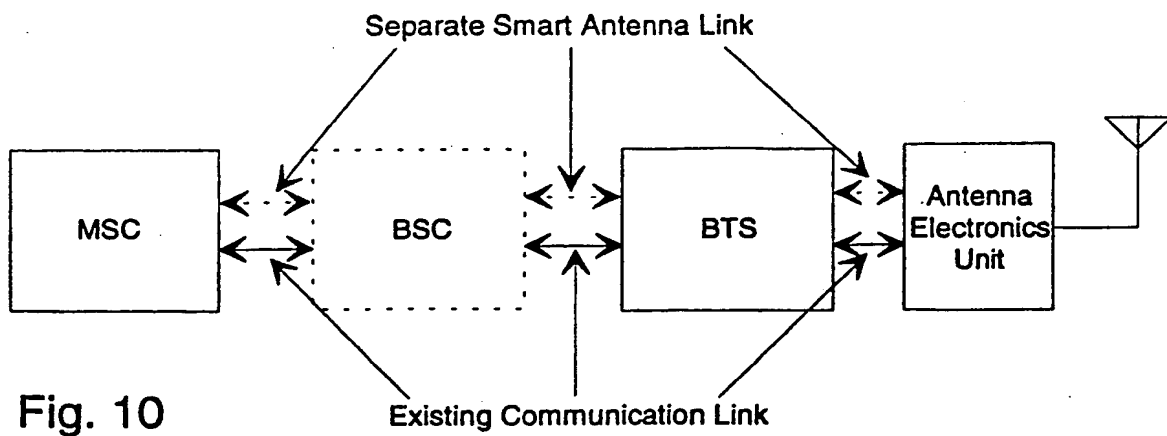 Separate Smart Antenna Link
MSC
BSC
BTS
Antenna
Electronics
Unit
Existing Communication Link
Fig. 10